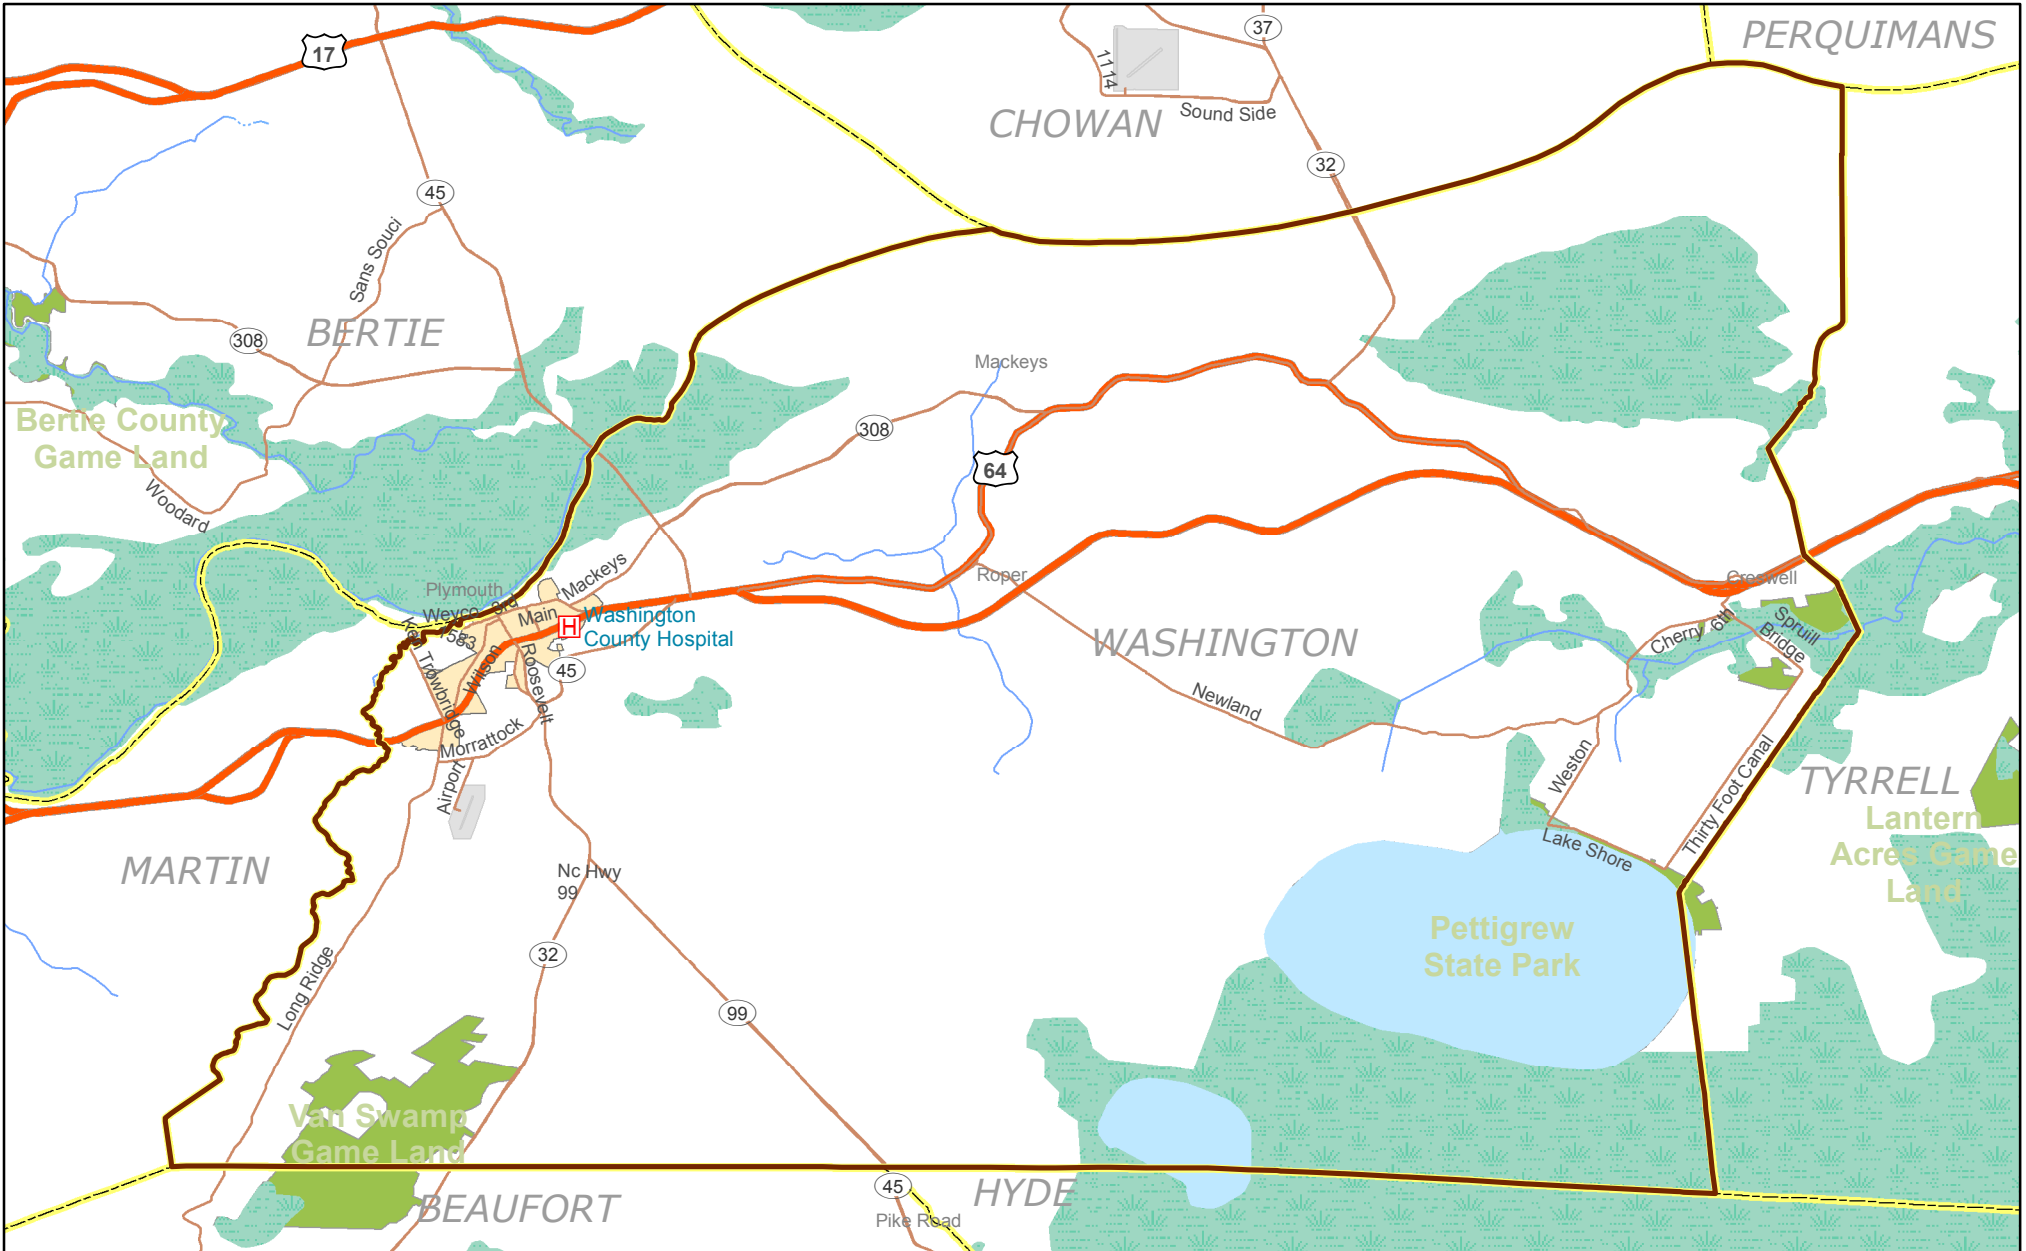 PERQUIMANS
37
17
1114
Sound Side
CHOWAN
32
45
Sans Souci
BERTIE
308
Mackeys
Bertie County
Game Land
308
64
Woodard
Mackeys
Roper
Creswell
Plymouth
Weyco
3rd
Main
Washington
County Hospital
H
1583
Ken Trowbridge
Wilson
Roosevelt
45
WASHINGTON
Cherry
6th
Spruill
Bridge
Newland
Morrattock
Airport
Weston
Thirty Foot Canal
TYRRELL
Lantern
Acres Game
Land
Lake Shore
MARTIN
Nc Hwy
99
32
Pettigrew
State Park
Long Ridge
99
Van Swamp
Game Land
45
HYDE
BEAUFORT
Pike Road